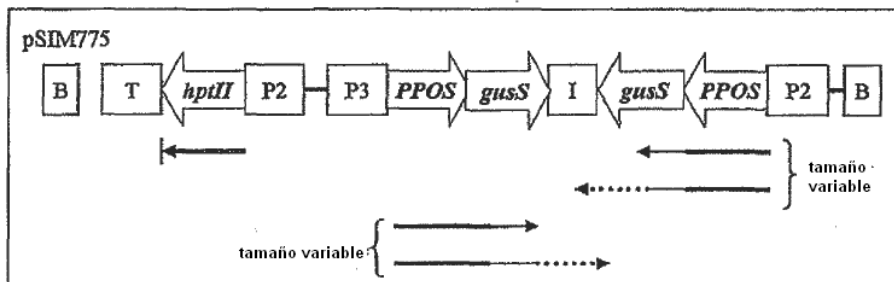 pSIM775
B T hptII P2 P3 PPOS gusS I gusS PPOS P2 B
tamaño
variable
tamaño variable